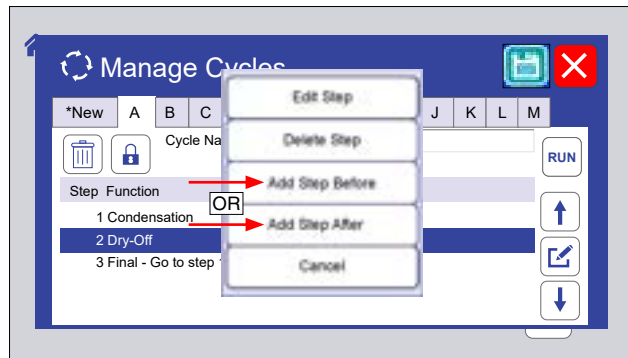 Manage Cycles
*New A B C J K L M
Cycle Na
RUN
Step Function
1 Condensation
2 Dry-Off
3 Final - Go to step
Edit Step
Delete Step
Add Step Before
OR
Add Step After
Cancel